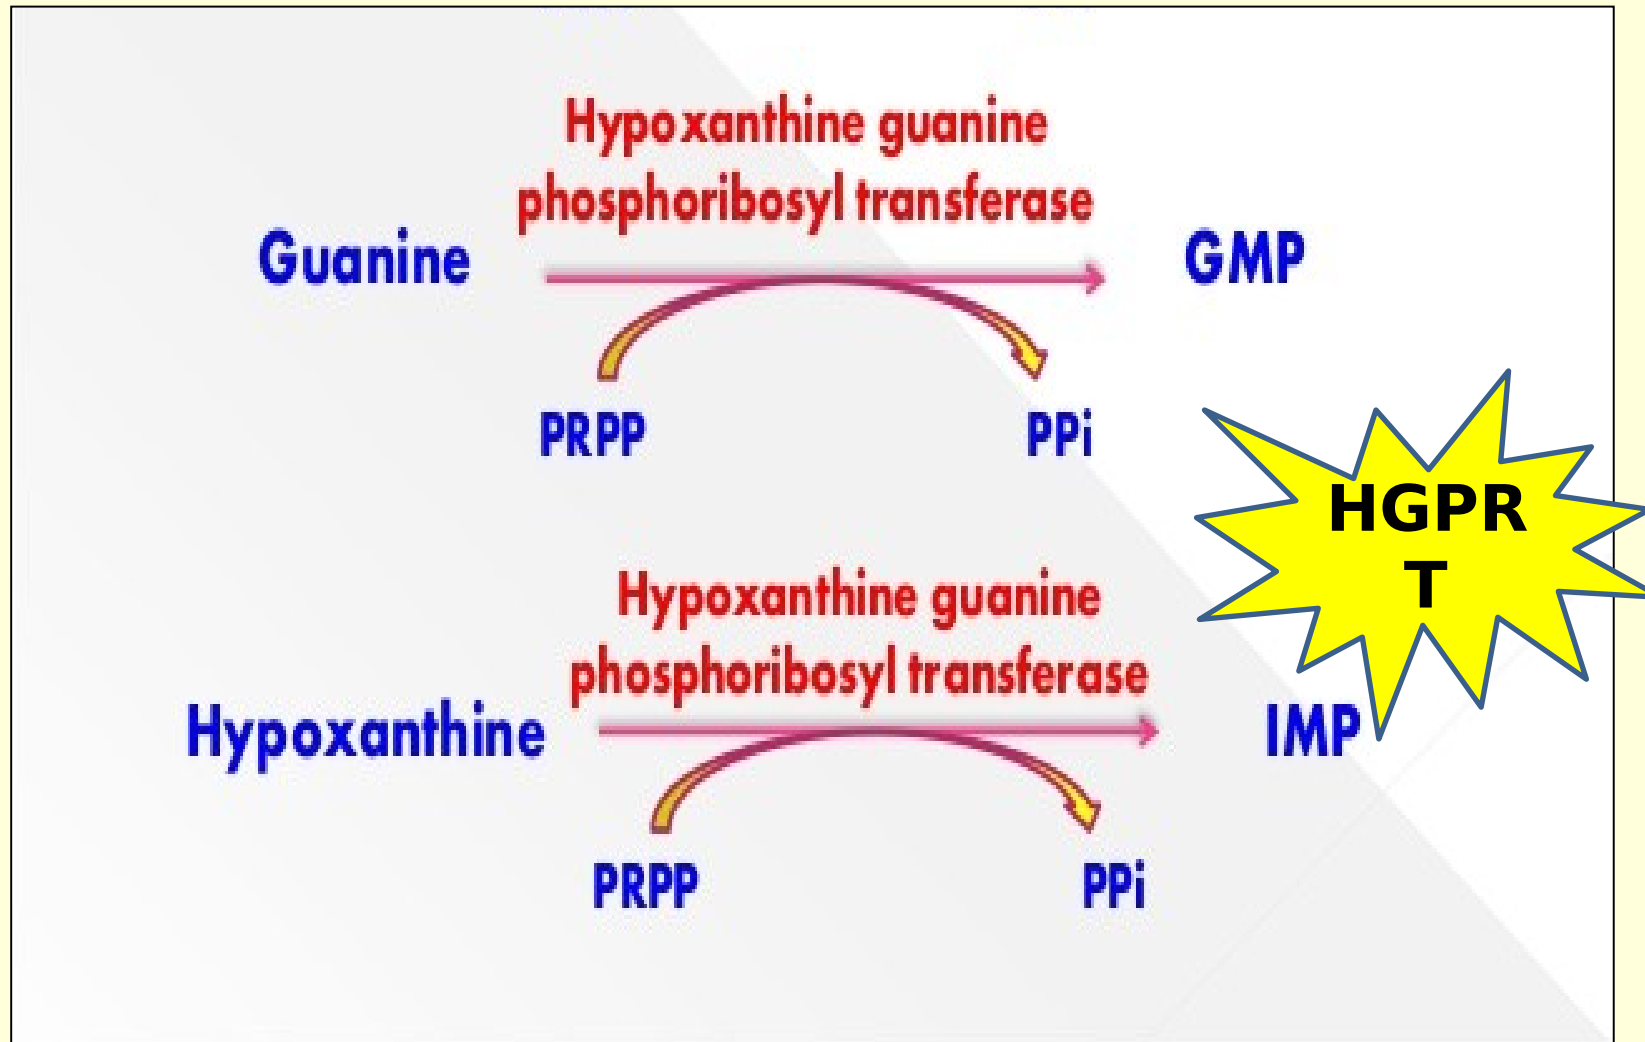 Hypoxanthine guanine
phosphoribosyl transferase
Guanine
GMP
PRPP
PPi
HGPR
T
Hypoxanthine guanine
phosphoribosyl transferase
Hypoxanthine
IMP
PRPP
PPi